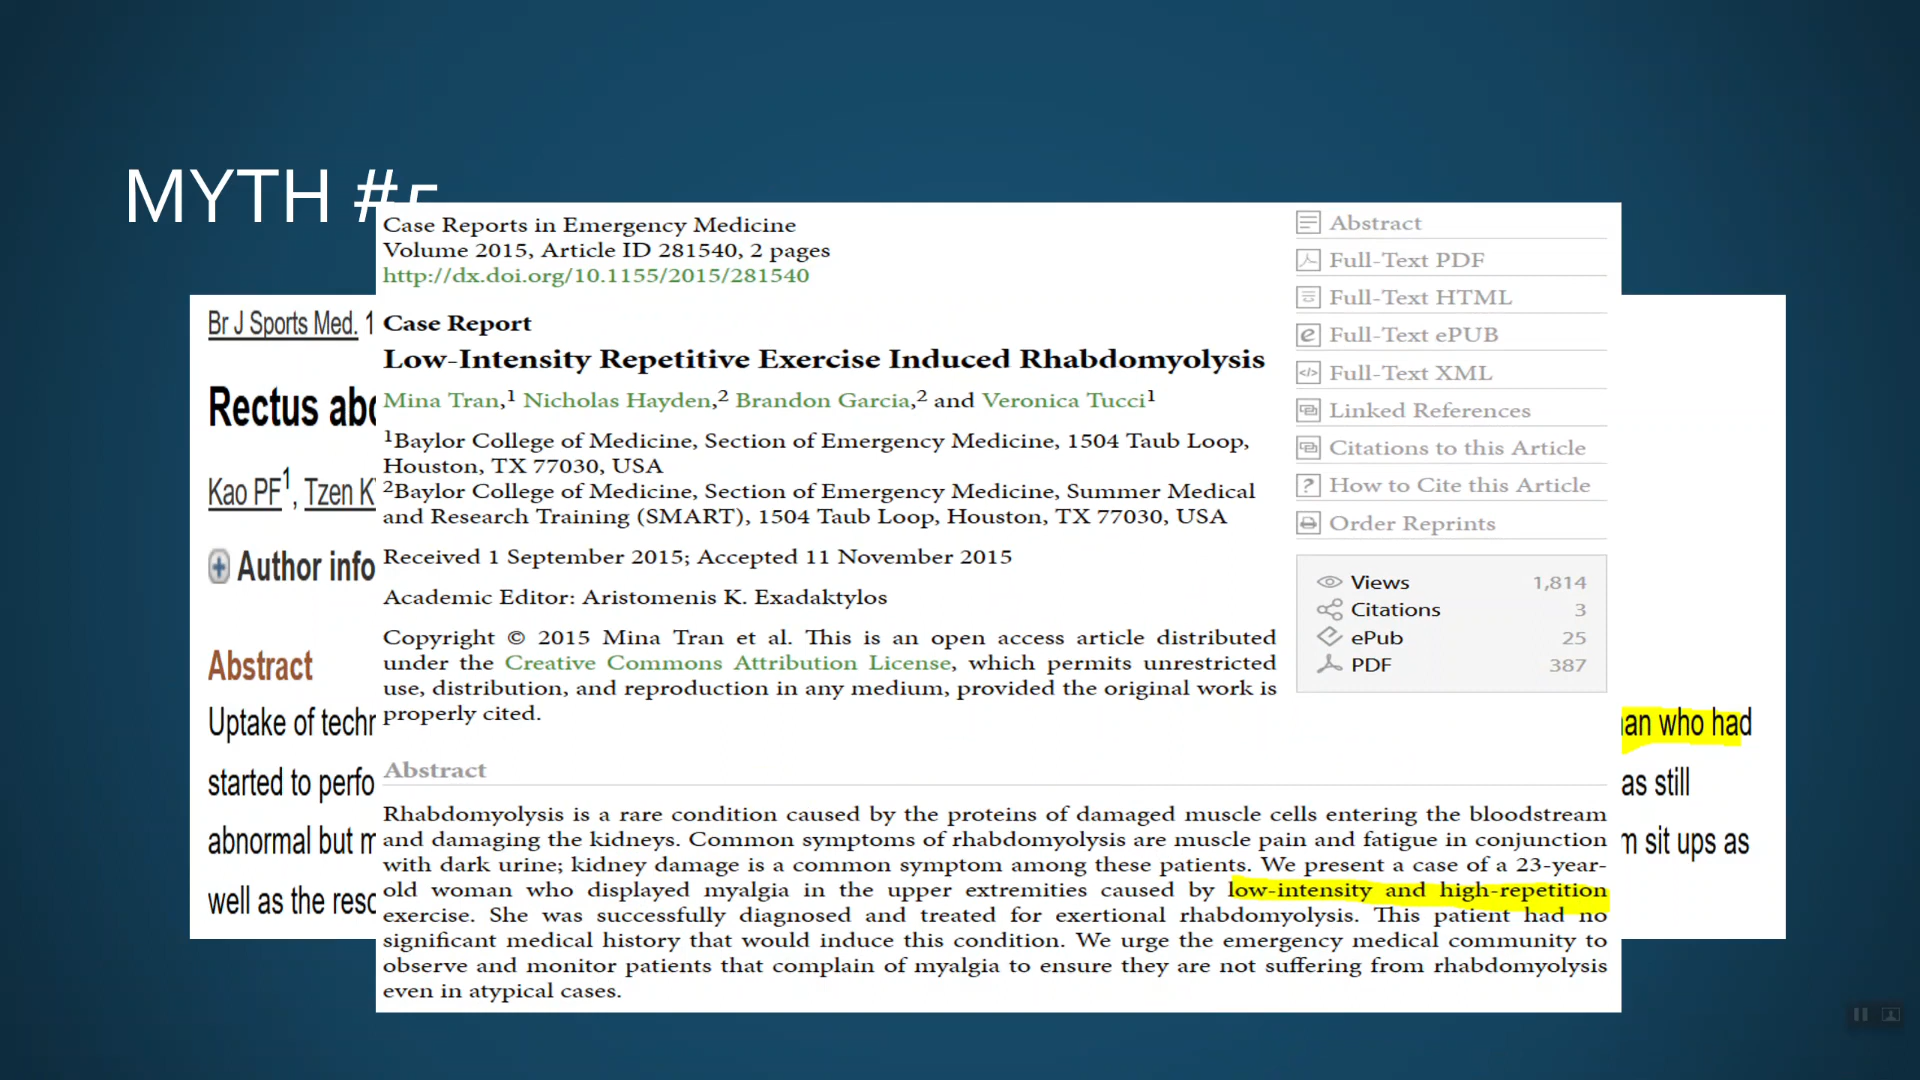 MYTH #5
Case Reports in Emergency Medicine
Volume 2015, Article ID 281540, 2 pages
http://dx.doi.org/10.1155/2015/281540
Case Report
Low-Intensity Repetitive Exercise Induced Rhabdomyolysis
Mina Tran,1 Nicholas Hayden,2 Brandon Garcia,2 and Veronica Tucci1
1Baylor College of Medicine, Section of Emergency Medicine, 1504 Taub Loop,
Houston, TX 77030, USA
2Baylor College of Medicine, Section of Emergency Medicine, Summer Medical
and Research Training (SMART), 1504 Taub Loop, Houston, TX 77030, USA
Received 1 September 2015; Accepted 11 November 2015
Academic Editor: Aristomenis K. Exadaktylos
Copyright © 2015 Mina Tran et al. This is an open access article distributed
under the Creative Commons Attribution License, which permits unrestricted
use, distribution, and reproduction in any medium, provided the original work is
properly cited.
Abstract
Full-Text PDF
Full-Text HTML
Full-Text ePUB
Full-Text XML
Linked References
Citations to this Article
How to Cite this Article
Order Reprints
Views 1,814
Citations 3
ePub 25
PDF 387
Abstract
Rhabdomyolysis is a rare condition caused by the proteins of damaged muscle cells entering the bloodstream
and damaging the kidneys. Common symptoms of rhabdomyolysis are muscle pain and fatigue in conjunction
with dark urine; kidney damage is a common symptom among these patients. We present a case of a 23-year-
old woman who displayed myalgia in the upper extremities caused by low-intensity and high-repetition
exercise. She was successfully diagnosed and treated for exertional rhabdomyolysis. This patient had no
significant medical history that would induce this condition. We urge the emergency medical community to
observe and monitor patients that complain of myalgia to ensure they are not suffering from rhabdomyolysis
even in atypical cases.
Br J Sports Med. 1
Rectus
Kao PF1, Tzen
Author info
Abstract
Uptake of
who had
started to
as still
abnormal but
sit ups as
well as the